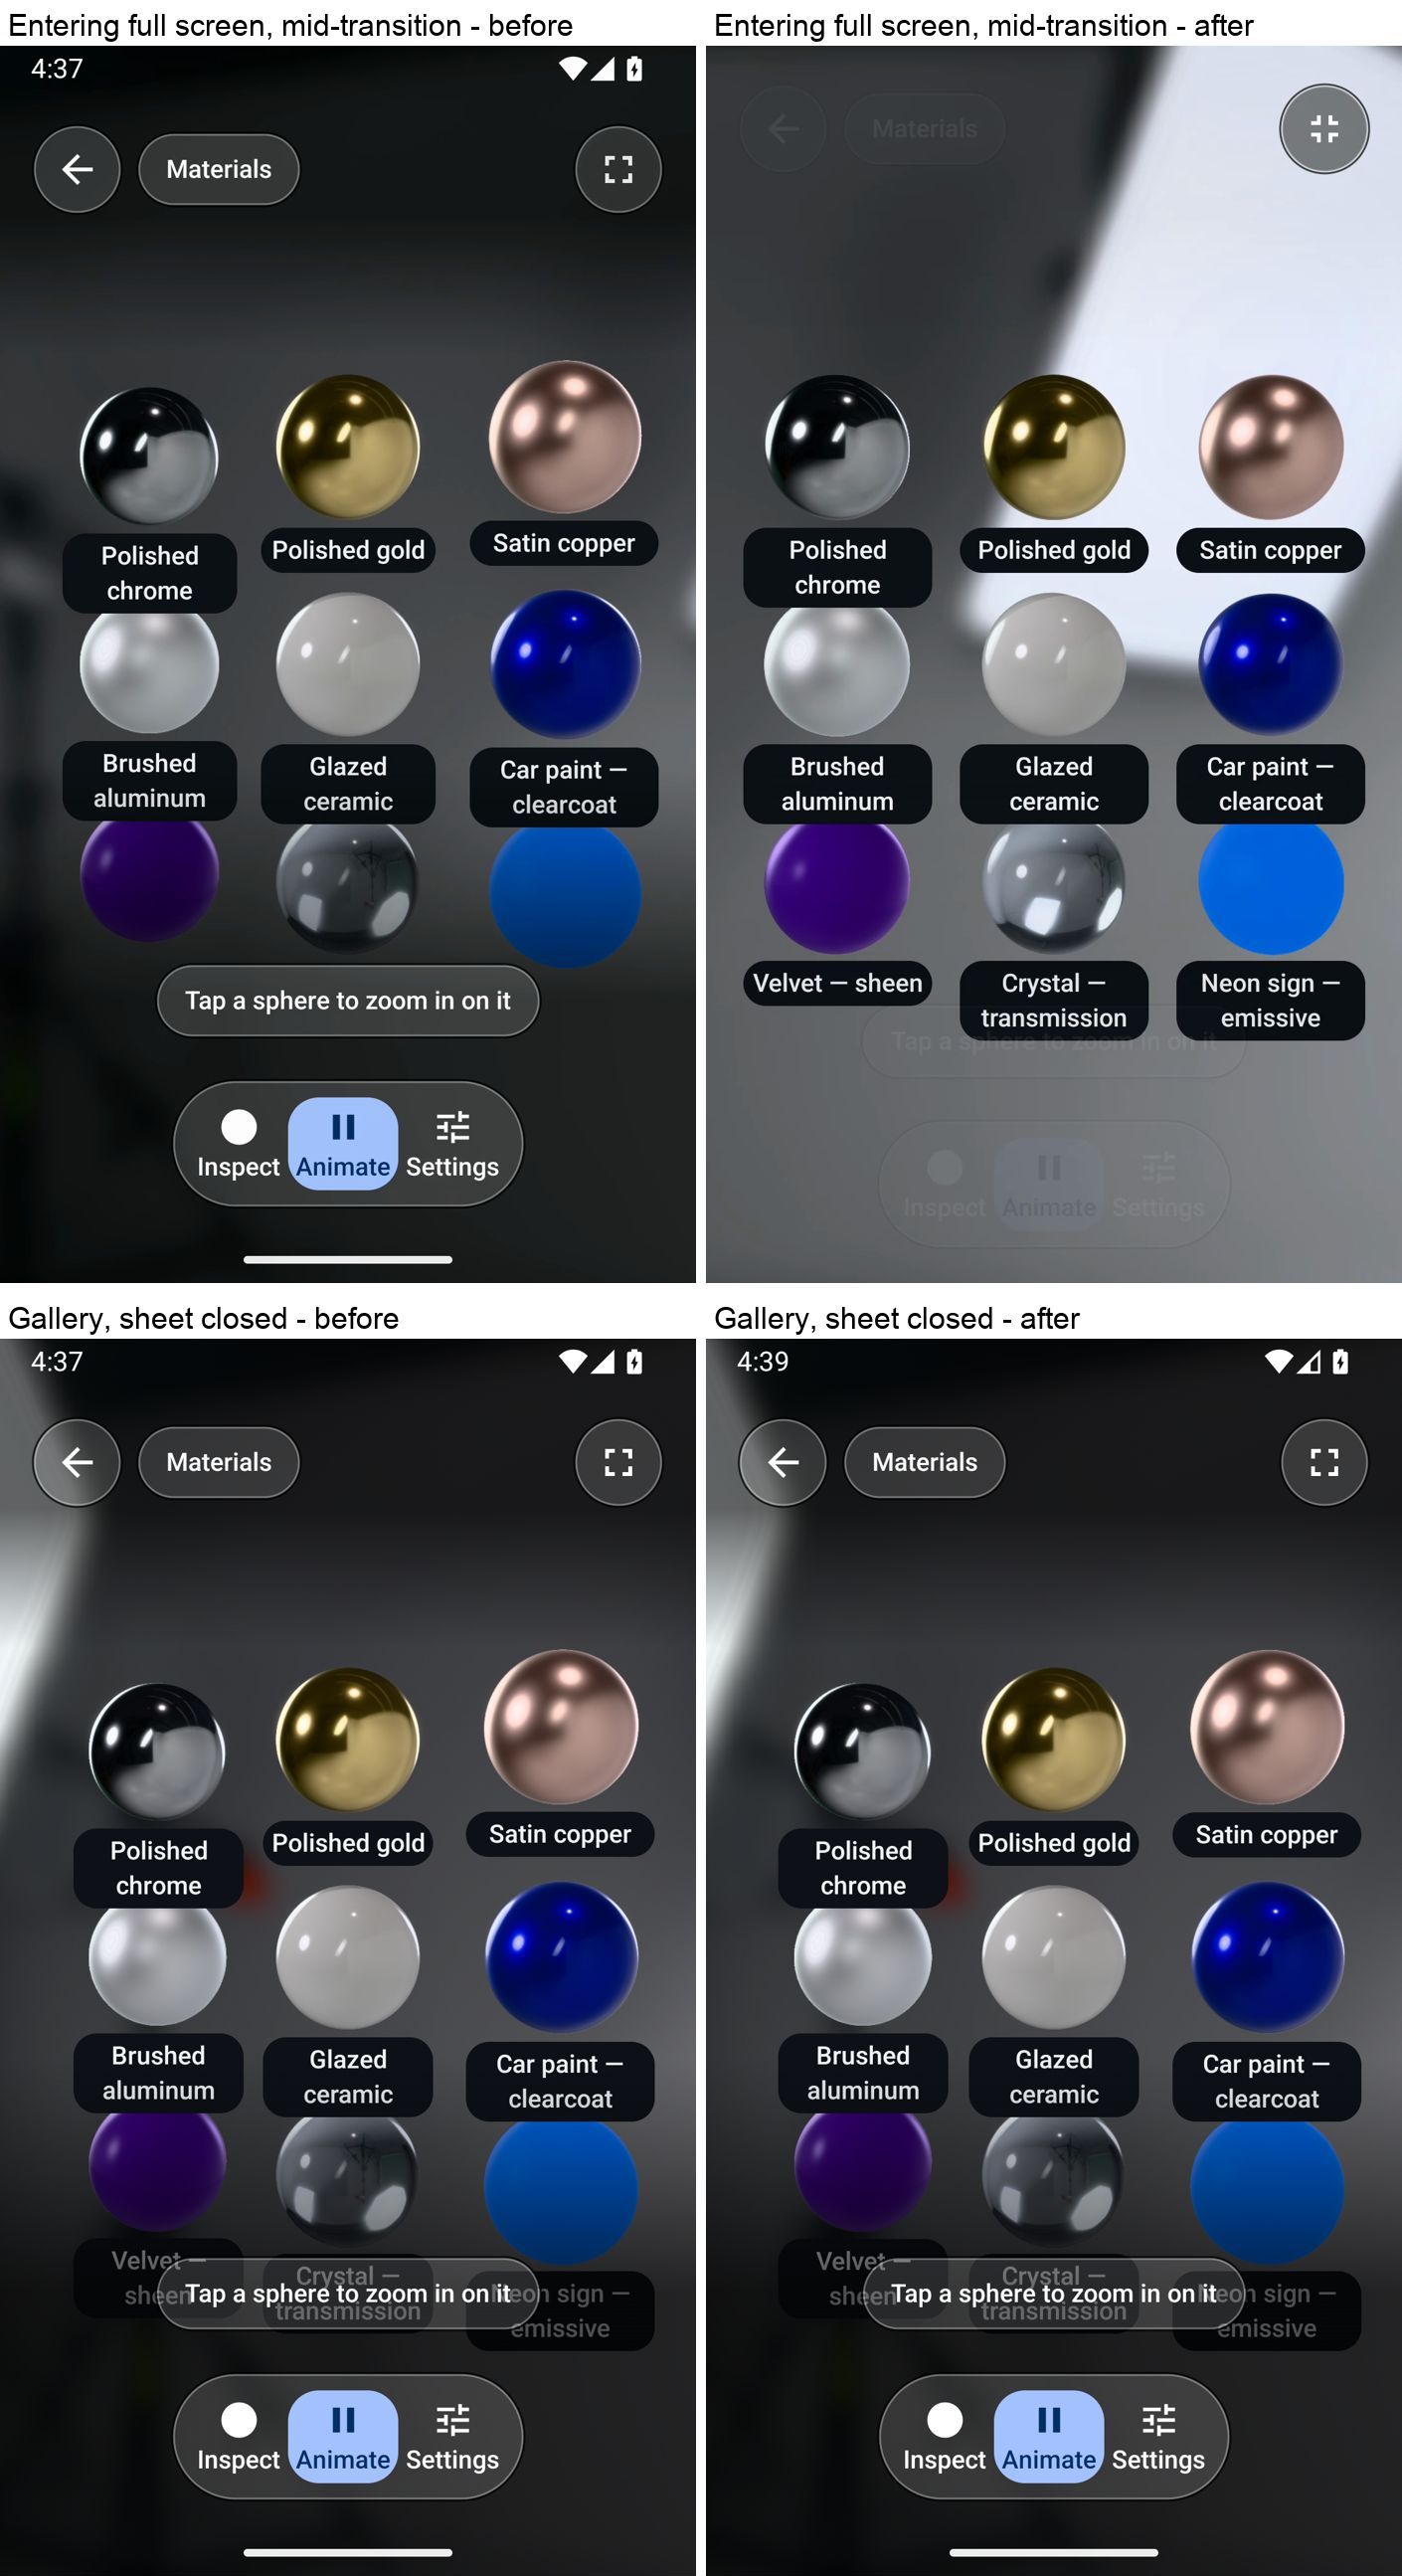 Entering full screen, mid-transition - before
4:37
Materials
Polished
chrome
Polished gold
Satin copper
Brushed
aluminum
Glazed
ceramic
Car paint —
clearcoat
Tap a sphere to zoom in on it
Inspect
Animate
Settings
Entering full screen, mid-transition - after
Materials
Polished
chrome
Polished gold
Satin copper
Brushed
aluminum
Glazed
ceramic
Car paint —
clearcoat
Velvet — sheen
Crystal —
transmission
Neon sign —
emissive
Tap a sphere to zoom in on it
Inspect
Animate
Settings
Gallery, sheet closed - before
4:37
Materials
Polished
chrome
Polished gold
Satin copper
Brushed
aluminum
Glazed
ceramic
Car paint —
clearcoat
Velvet —
sheen
Crystal —
transmission
Neon sign —
emissive
Tap a sphere to zoom in on it
Inspect
Animate
Settings
Gallery, sheet closed - after
4:39
Materials
Polished
chrome
Polished gold
Satin copper
Brushed
aluminum
Glazed
ceramic
Car paint —
clearcoat
Velvet —
sheen
Crystal —
transmission
Neon sign —
emissive
Tap a sphere to zoom in on it
Inspect
Animate
Settings